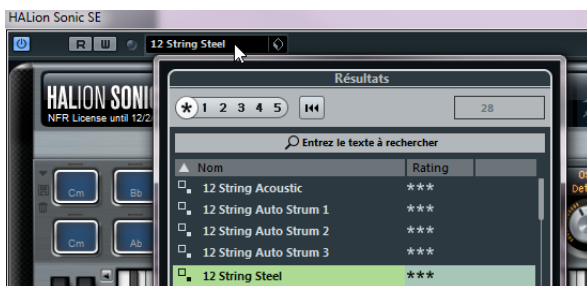 HALion Sonic SE
R W 12 String Steel
Résultats
HALION SONI
NFR License until 12/2
* 1 2 3 4 5
28
Entrez le texte à rechercher
Nom Rating
12 String Acoustic ***
12 String Auto Strum 1 ***
12 String Auto Strum 2 ***
12 String Auto Strum 3 ***
12 String Steel ***
Cm Bb
Cm Ab